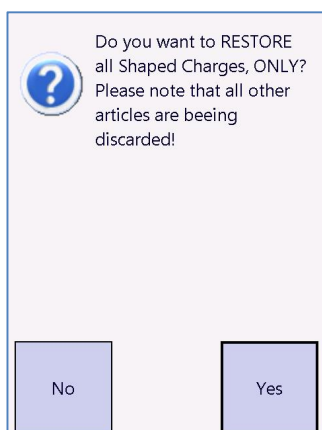 Do you want to RESTORE
all Shaped Charges, ONLY?
Please note that all other
articles are beeing
discarded!
No
Yes